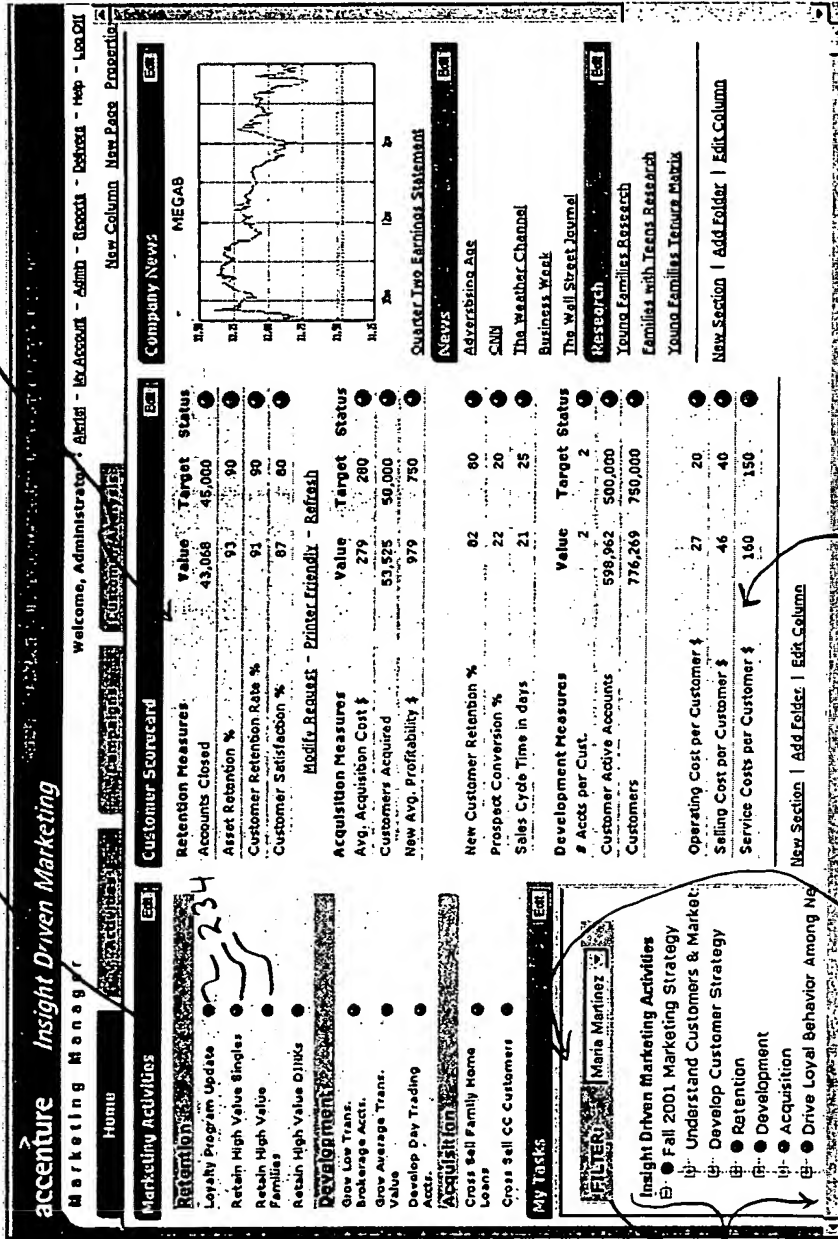 accenture Insight Driven Marketing
Marketing Manager
Welcome, Administrator! Alerts! - My Account - Admin - Reports - Delivers - Help - Log Off
Home
New Column New Page Properties
Marketing Activities Edit
Retention
Loyalty Program Update
234
Retain High Value Singles
Retain High Value
Families
Retain High Value DINKs
Development
Grow Low Trans.
Brokerage Accts.
Grow Average Trans.
Value
Develop Day Trading
Accts.
Acquisition
Cross Sell Family Home
Loans
Cross Sell CC Customers
My Tasks Edit
FILTER: Maria Martinez
Insight Driven Marketing Activities
Fall 2001 Marketing Strategy
Understand Customers & Market
Develop Customer Strategy
Retention
Development
Acquisition
Drive Loyal Behavior Among Ne
Customer Scorecard Edit
Retention Measures Value Target Status
Accounts Closed 43,068 45,000
Asset Retention % 93 90
Customer Retention Rate % 91 90
Customer Satisfaction % 87 80
Modify Request - Printer Friendly - Refresh
Acquisition Measures Value Target Status
Avg. Acquisition Cost $ 279 280
Customers Acquired 53,525 50,000
New Avg. Profitability $ 979 750
New Customer Retention % 82 80
Prospect Conversion % 22 20
Sales Cycle Time in days 21 25
Development Measures Value Target Status
# Accts per Cust. 2 2
Customer Active Accounts 598,962 500,000
Customers 776,269 750,000
Operating Cost per Customer $ 27 20
Selling Cost per Customer $ 46 40
Service Costs per Customer $ 160 150
New Section | Add Folder | Edit Column
Company News Edit
MEGAB
Quarter Two Earnings Statement
News Edit
Advertising Age
CNN
The Weather Channel
Business Week
The Wall Street Journal
Research Edit
Young Families Research
Families with Teens Research
Young Families Tenure Matrix
New Section | Add Folder | Edit Column